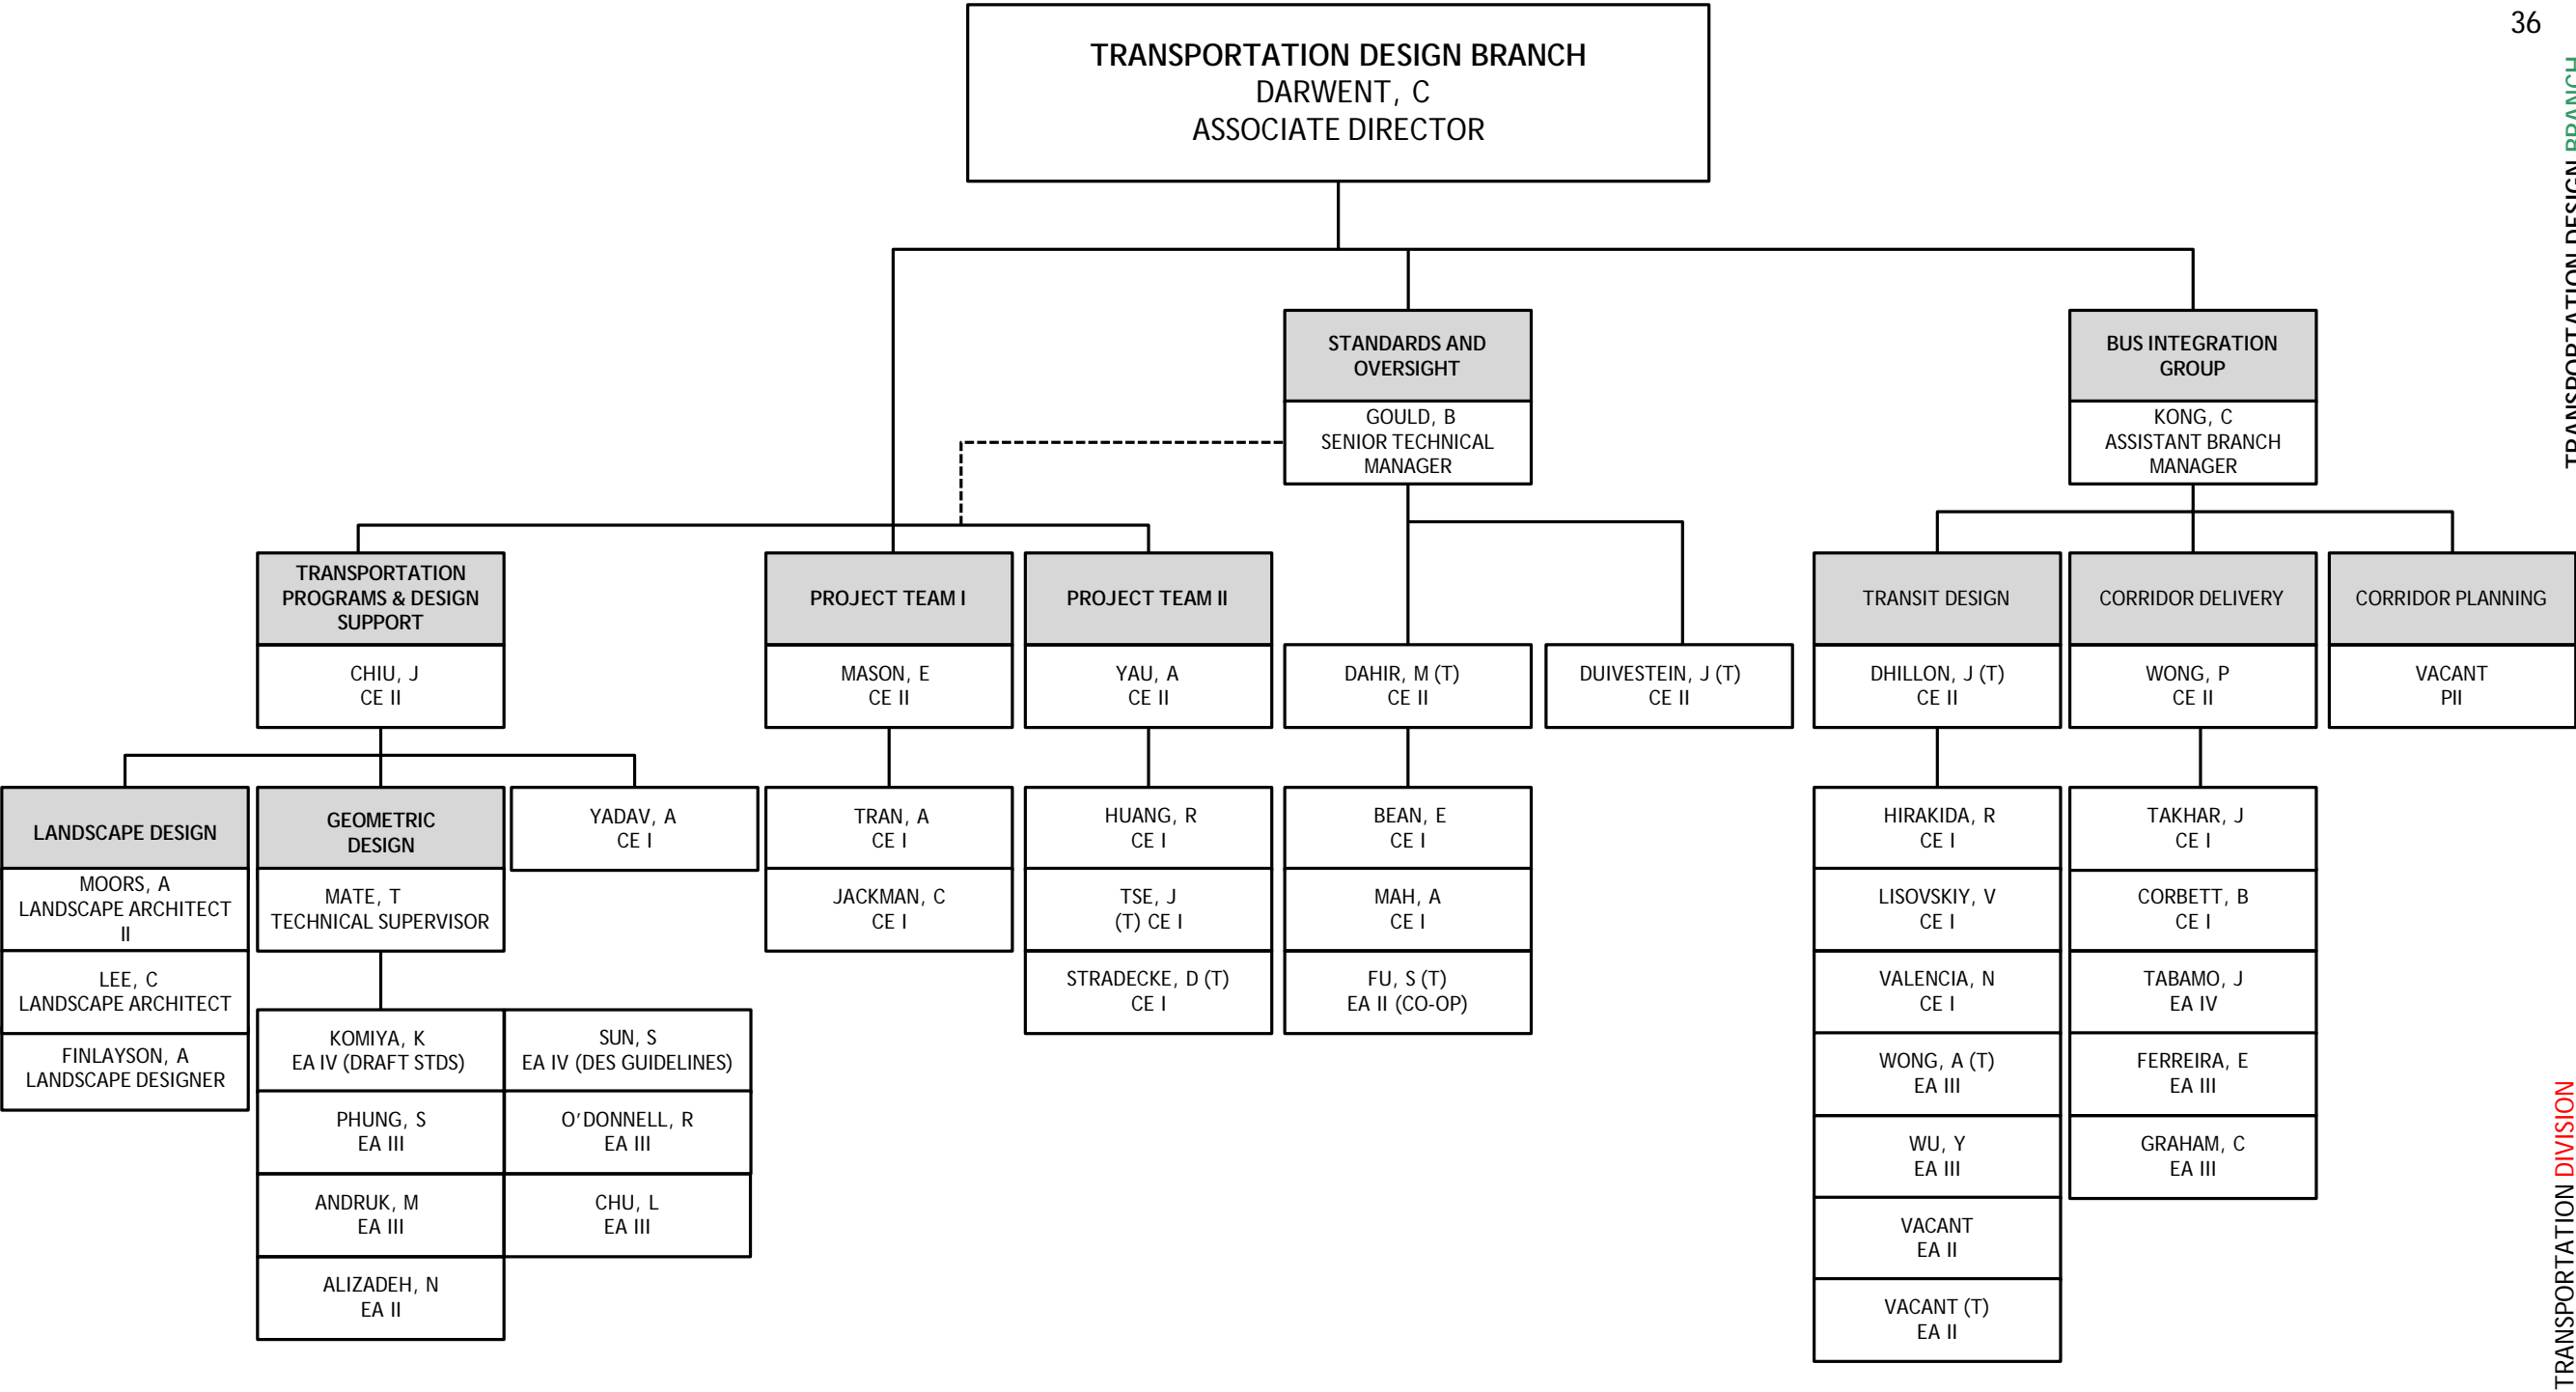 36
TRANSPORTATION DESIGN BRANCH
DARWENT, C
ASSOCIATE DIRECTOR
TRANSPORTATION DESIGN BRANCH
STANDARDS AND
OVERSIGHT
GOULD, B
SENIOR TECHNICAL
MANAGER
BUS INTEGRATION
GROUP
KONG, C
ASSISTANT BRANCH
MANAGER
TRANSPORTATION
PROGRAMS & DESIGN
SUPPORT
CHIU, J
CE II
PROJECT TEAM I
MASON, E
CE II
PROJECT TEAM II
YAU, A
CE II
DAHIR, M (T)
CE II
DUIVESTEIN, J (T)
CE II
TRANSIT DESIGN
DHILLON, J (T)
CE II
CORRIDOR DELIVERY
WONG, P
CE II
CORRIDOR PLANNING
VACANT
PII
LANDSCAPE DESIGN
MOORS, A
LANDSCAPE ARCHITECT
II
LEE, C
LANDSCAPE ARCHITECT
FINLAYSON, A
LANDSCAPE DESIGNER
GEOMETRIC
DESIGN
MATE, T
TECHNICAL SUPERVISOR
KOMIYA, K
EA IV (DRAFT STDS)
PHUNG, S
EA III
ANDRUK, M
EA III
ALIZADEH, N
EA II
SUN, S
EA IV (DES GUIDELINES)
O'DONNELL, R
EA III
CHU, L
EA III
YADAV, A
CE I
TRAN, A
CE I
JACKMAN, C
CE I
HUANG, R
CE I
TSE, J
(T) CE I
STRADECKE, D (T)
CE I
BEAN, E
CE I
MAH, A
CE I
FU, S (T)
EA II (CO-OP)
HIRAKIDA, R
CE I
LISOVSKIY, V
CE I
VALENCIA, N
CE I
WONG, A (T)
EA III
WU, Y
EA III
VACANT
EA II
VACANT (T)
EA II
TAKHAR, J
CE I
CORBETT, B
CE I
TABAMO, J
EA IV
FERREIRA, E
EA III
GRAHAM, C
EA III
TRANSPORTATION DIVISION